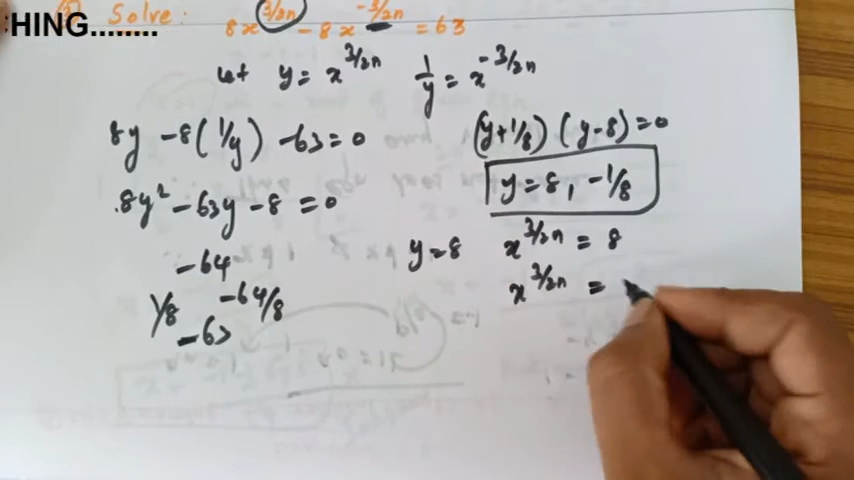 CHING........
Solve: 8x^{3/2n} - 8x^{-3/2n} = 63
let y = x^{3/2n} 1/y = x^{-3/2n}
8y - 8(1/y) - 63 = 0
8y² - 63y - 8 = 0
-64
1/8 -64/8
-63
(y+1/8) (y-8) = 0
y = 8, -1/8
y = 8 x^{3/2n} = 8
x^{3/2n} =